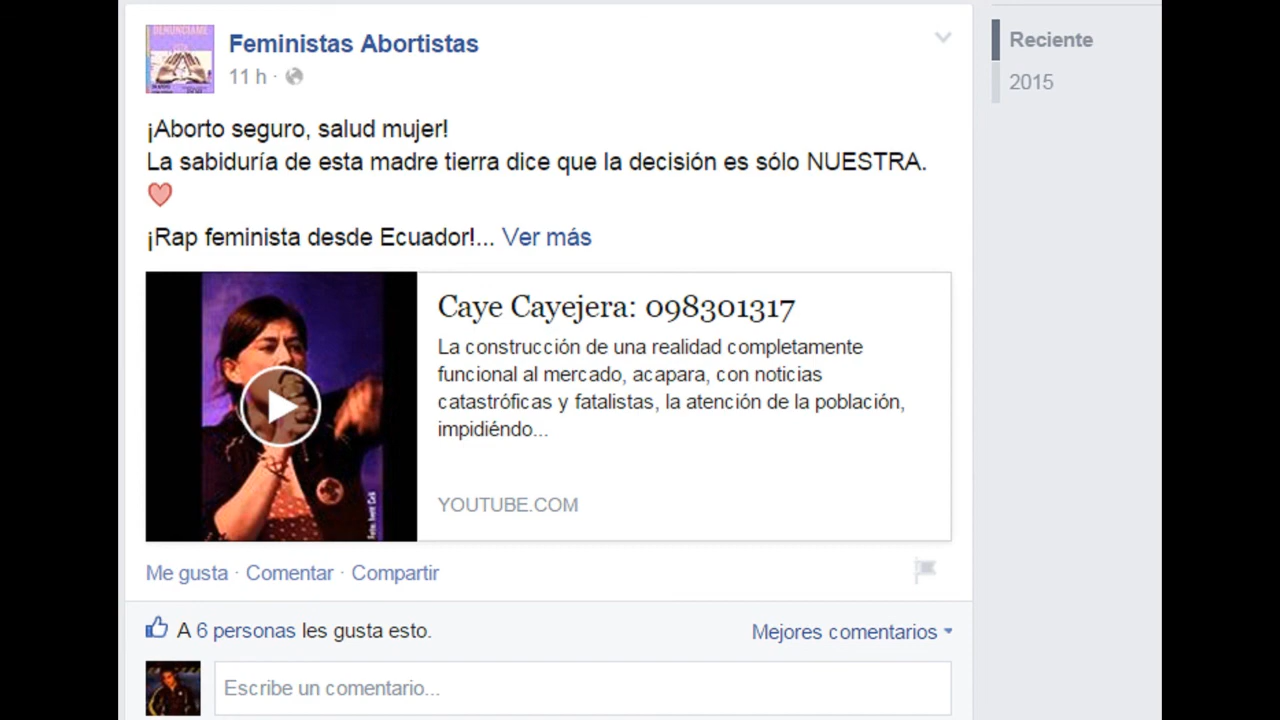 DENUNCIAME
Feministas Abortistas
11 h ·
Reciente
2015
¡Aborto seguro, salud mujer!
La sabiduría de esta madre tierra dice que la decisión es sólo NUESTRA.
¡Rap feminista desde Ecuador!... Ver más
Caye Cayejera: 098301317
La construcción de una realidad completamente
funcional al mercado, acapara, con noticias
catastróficas y fatalistas, la atención de la población,
impidiéndo...
YOUTUBE.COM
Me gusta · Comentar · Compartir
A 6 personas les gusta esto.
Mejores comentarios
Escribe un comentario...